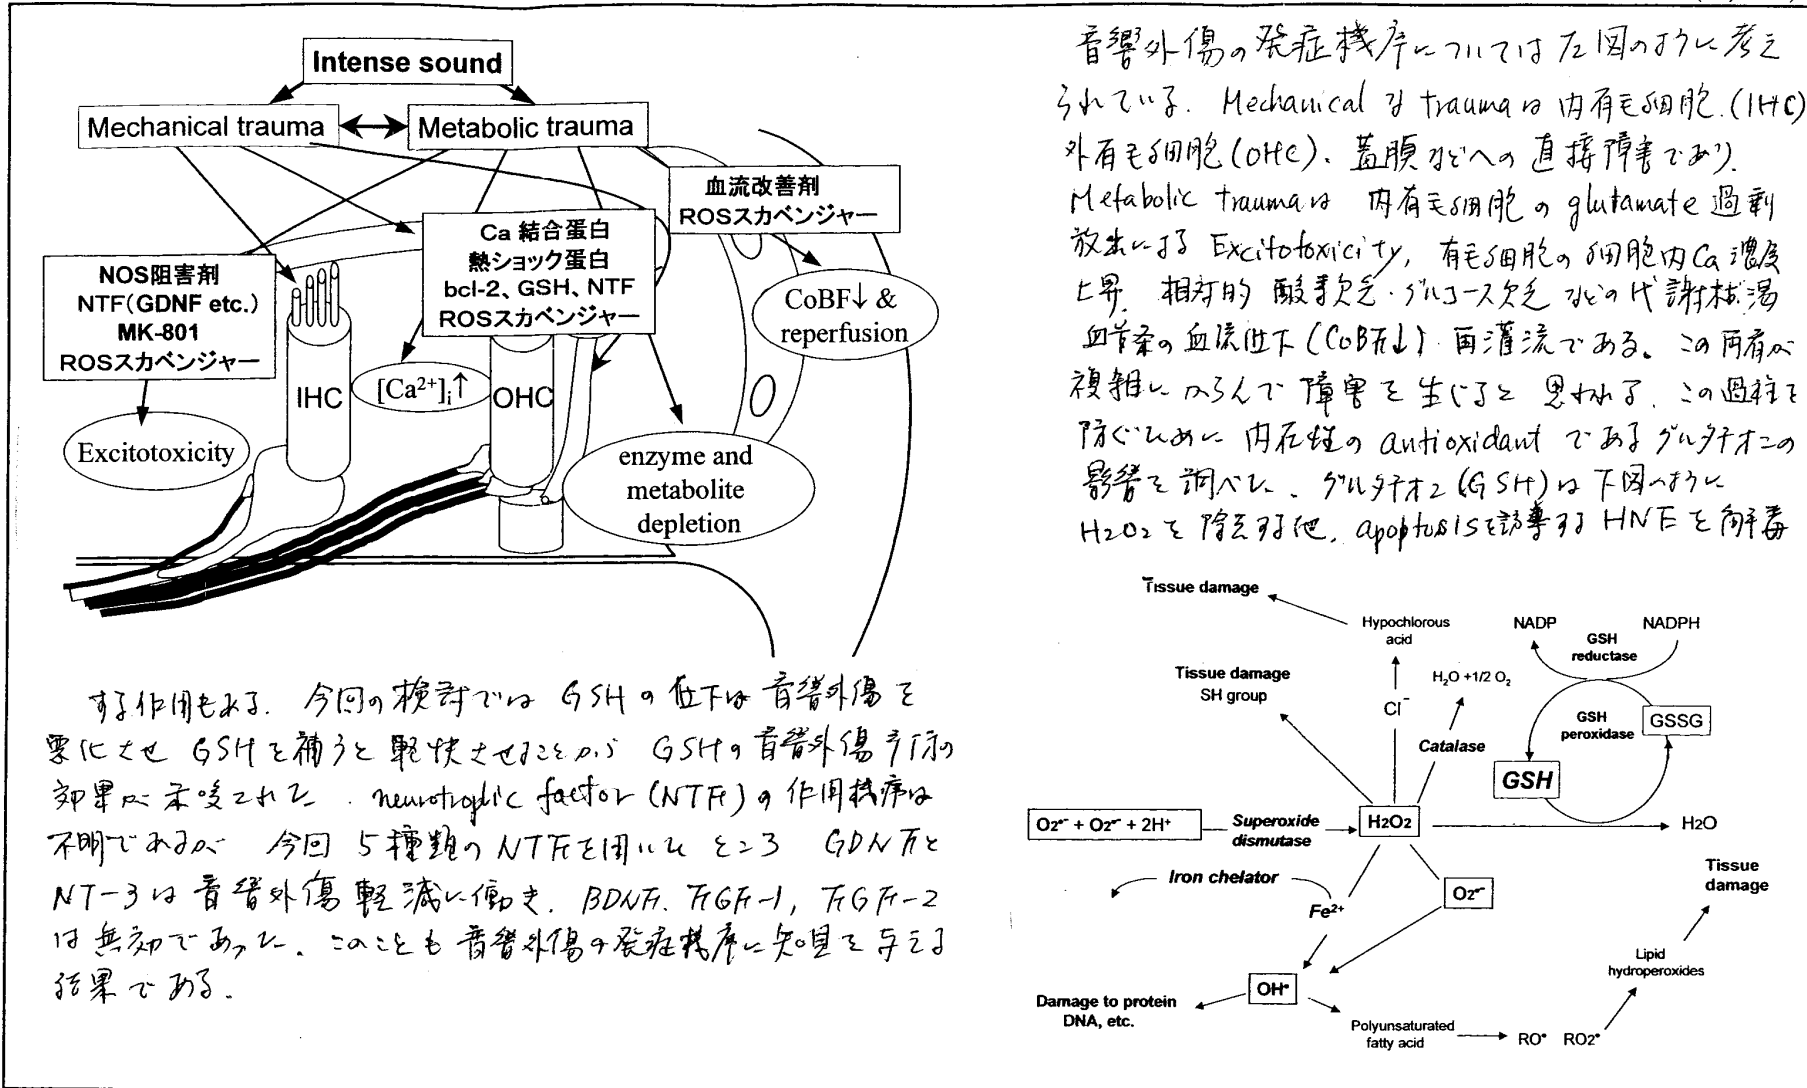 Intense sound
Mechanical trauma
Metabolic trauma
血流改善剤
ROSスカベンジャー
Ca 結合蛋白
熱ショック蛋白
bcl-2、GSH、NTF
ROSスカベンジャー
NOS阻害剤
NTF(GDNF etc.)
MK-801
ROSスカベンジャー
CoBF↓ &
reperfusion
IHC
[Ca²⁺]i↑
OHC
Excitotoxicity
enzyme and
metabolite
depletion
音響外傷の発症機序については左図のように考え
られている. Mechanical な traumaは内有毛細胞.(IHC)
外有毛細胞(OHC)、蓋膜などへの直接障害であり.
Metabolic traumaは 内有毛細胞の glutamate 過剰
放出による Excitotoxicity, 有毛細胞の細胞内Ca濃度
上昇. 相対的 酸素欠乏・グルコース欠乏 などの代謝枯渇
血管条の血流低下(CoBF↓)・再灌流である。この両者が
複雑にからんで 障害を生じると 思われる. この過程を
防ぐために 内在性の antioxidant であるグルタチオンの
影響を調べた. グルタチオン(GSH)は下図のように
H2O2を除去する他. apoptosisを誘導するHNEを解毒
する作用もある. 今回の検討では GSHの低下は音響外傷を
悪化させ GSHを補うと軽快させることから GSHの音響外傷予防の
効果が示唆された. neurotrophic factor (NTF)の作用機序は
不明であるが 今回 5種類のNTFを用いたところ GDNFと
NT-3は音響外傷軽減に働き. BDNF. FGF-1, FGF-2
は無効であった. このことも音響外傷の発症機序に知見を与える
結果である.
Tissue damage
Hypochlorous
acid
NADP
NADPH
GSH
reductase
Tissue damage
SH group
H2O +1/2 O2
Cl⁻
GSH
peroxidase
GSSG
Catalase
GSH
O2•⁻ + O2•⁻ + 2H⁺
Superoxide
dismutase
H2O2
H2O
Iron chelator
Fe²⁺
O2•⁻
Tissue
damage
Lipid
hydroperoxides
OH•
Damage to protein
DNA, etc.
Polyunsaturated
fatty acid
RO• RO2•